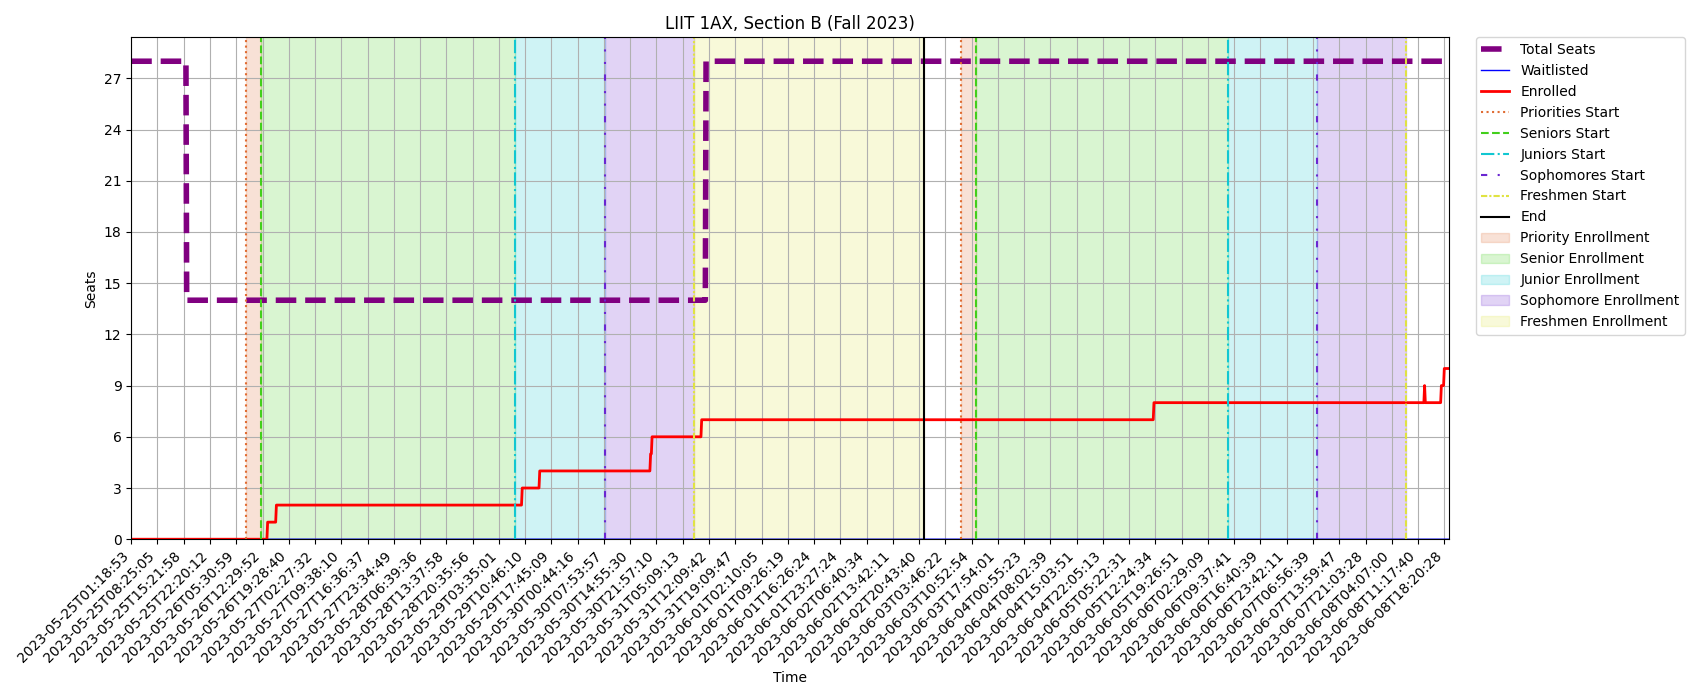 LIIT 1AX, Section B (Fall 2023)
Seats
27
24
21
18
15
12
9
6
3
0
2023-05-25T01:18:53
2023-05-25T08:25:05
2023-05-25T15:21:58
2023-05-25T22:20:12
2023-05-26T05:30:59
2023-05-26T12:29:52
2023-05-26T19:28:40
2023-05-27T02:27:32
2023-05-27T09:38:10
2023-05-27T16:36:37
2023-05-27T23:34:49
2023-05-28T06:39:36
2023-05-28T13:37:58
2023-05-28T20:35:56
2023-05-29T03:35:01
2023-05-29T10:46:10
2023-05-29T17:45:09
2023-05-30T00:44:16
2023-05-30T07:53:57
2023-05-30T14:55:30
2023-05-30T21:57:10
2023-05-31T05:09:13
2023-05-31T12:09:42
2023-05-31T19:09:47
2023-06-01T02:10:05
2023-06-01T09:26:19
2023-06-01T16:26:24
2023-06-01T23:27:24
2023-06-02T06:40:34
2023-06-02T13:42:11
2023-06-02T20:43:40
2023-06-03T03:46:22
2023-06-03T10:52:54
2023-06-03T17:54:01
2023-06-04T00:55:23
2023-06-04T08:02:39
2023-06-04T15:03:51
2023-06-04T22:05:13
2023-06-05T05:22:31
2023-06-05T12:24:34
2023-06-05T19:26:51
2023-06-06T02:29:09
2023-06-06T09:37:41
2023-06-06T16:40:39
2023-06-06T23:42:11
2023-06-07T06:56:39
2023-06-07T13:59:47
2023-06-07T21:03:28
2023-06-08T04:07:00
2023-06-08T11:17:40
2023-06-08T18:20:28
Time
Total Seats
Waitlisted
Enrolled
Priorities Start
Seniors Start
Juniors Start
Sophomores Start
Freshmen Start
End
Priority Enrollment
Senior Enrollment
Junior Enrollment
Sophomore Enrollment
Freshmen Enrollment